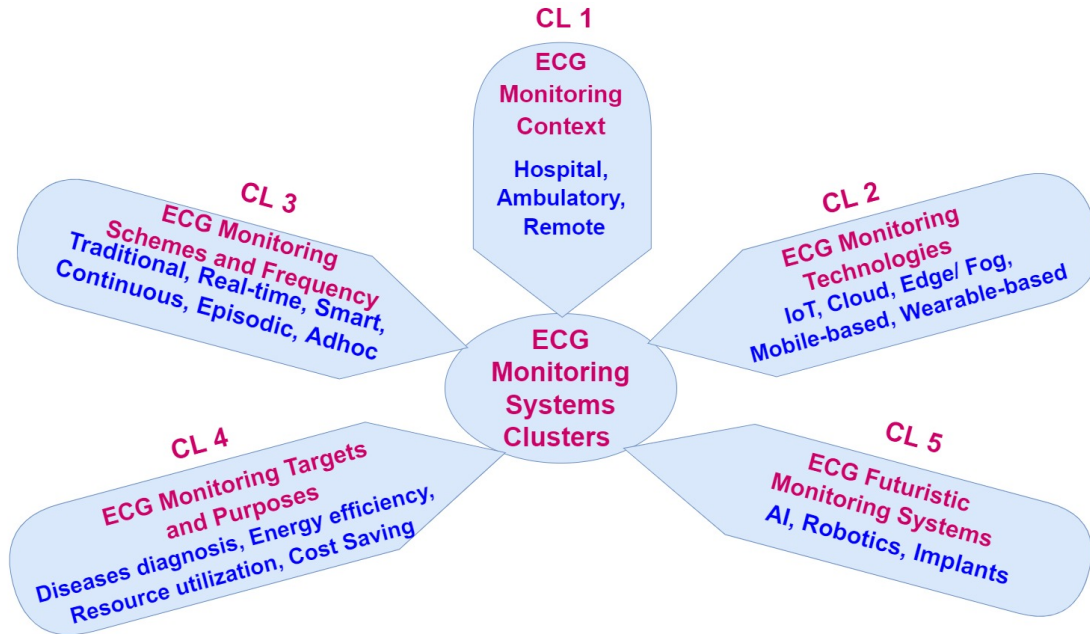 CL 1
ECG
Monitoring
Context
Hospital,
Ambulatory,
Remote
CL 3
ECG Monitoring
Schemes and Frequency
Traditional, Real-time, Smart,
Continuous, Episodic, Adhoc
CL 2
ECG Monitoring
Technologies
IoT, Cloud, Edge/ Fog,
Mobile-based, Wearable-based
ECG
Monitoring
Systems
Clusters
CL 4
ECG Monitoring Targets
and Purposes
Diseases diagnosis, Energy efficiency,
Resource utilization, Cost Saving
CL 5
ECG Futuristic
Monitoring Systems
AI, Robotics, Implants